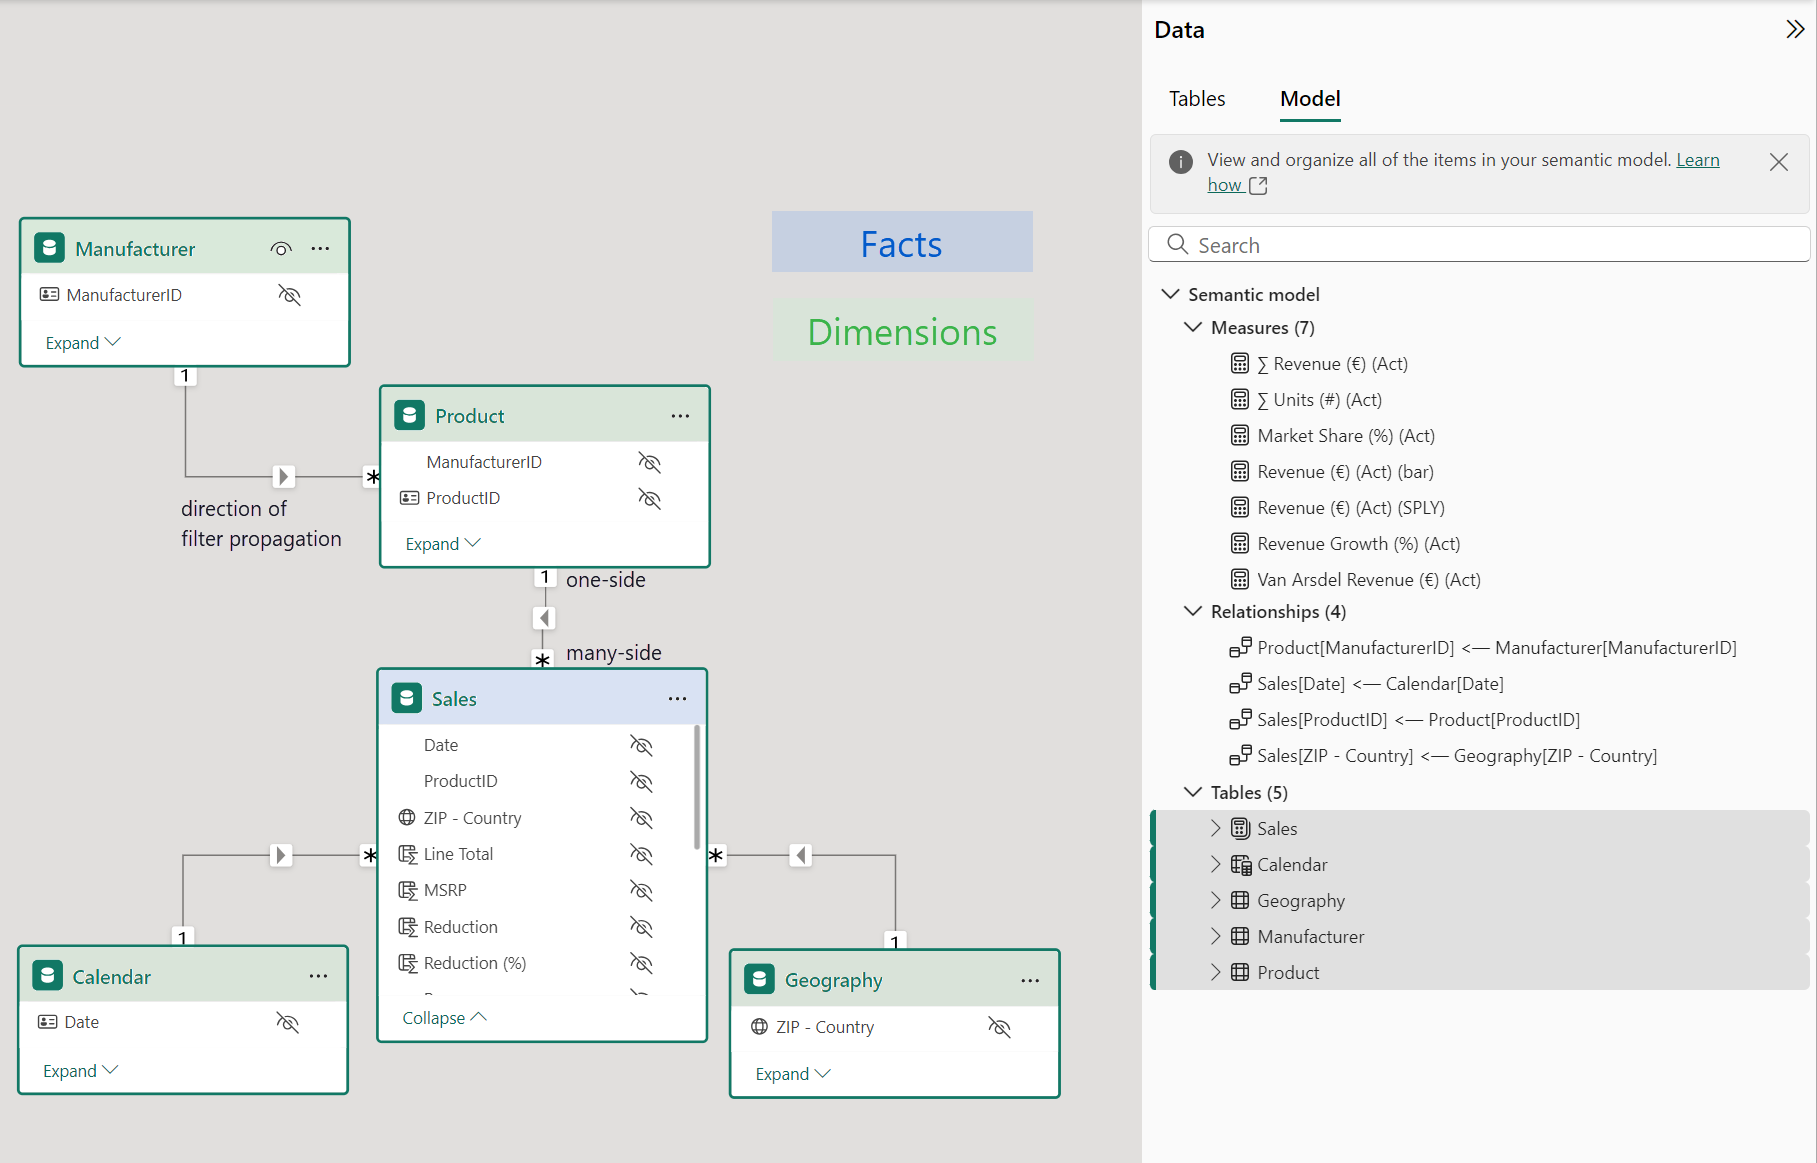 Facts
Dimensions
Manufacturer
ManufacturerID
Expand
1
*
direction of
filter propagation
Product
ManufacturerID
ProductID
Expand
1
one-side
*
many-side
Sales
Date
ProductID
ZIP - Country
Line Total
MSRP
Reduction
Reduction (%)
Collapse
*
*
1
1
Calendar
Date
Expand
Geography
ZIP - Country
Expand
Data
Tables
Model
View and organize all of the items in your semantic model. Learn
how
Search
Semantic model
Measures (7)
∑ Revenue (€) (Act)
∑ Units (#) (Act)
Market Share (%) (Act)
Revenue (€) (Act) (bar)
Revenue (€) (Act) (SPLY)
Revenue Growth (%) (Act)
Van Arsdel Revenue (€) (Act)
Relationships (4)
Product[ManufacturerID] <— Manufacturer[ManufacturerID]
Sales[Date] <— Calendar[Date]
Sales[ProductID] <— Product[ProductID]
Sales[ZIP - Country] <— Geography[ZIP - Country]
Tables (5)
Sales
Calendar
Geography
Manufacturer
Product